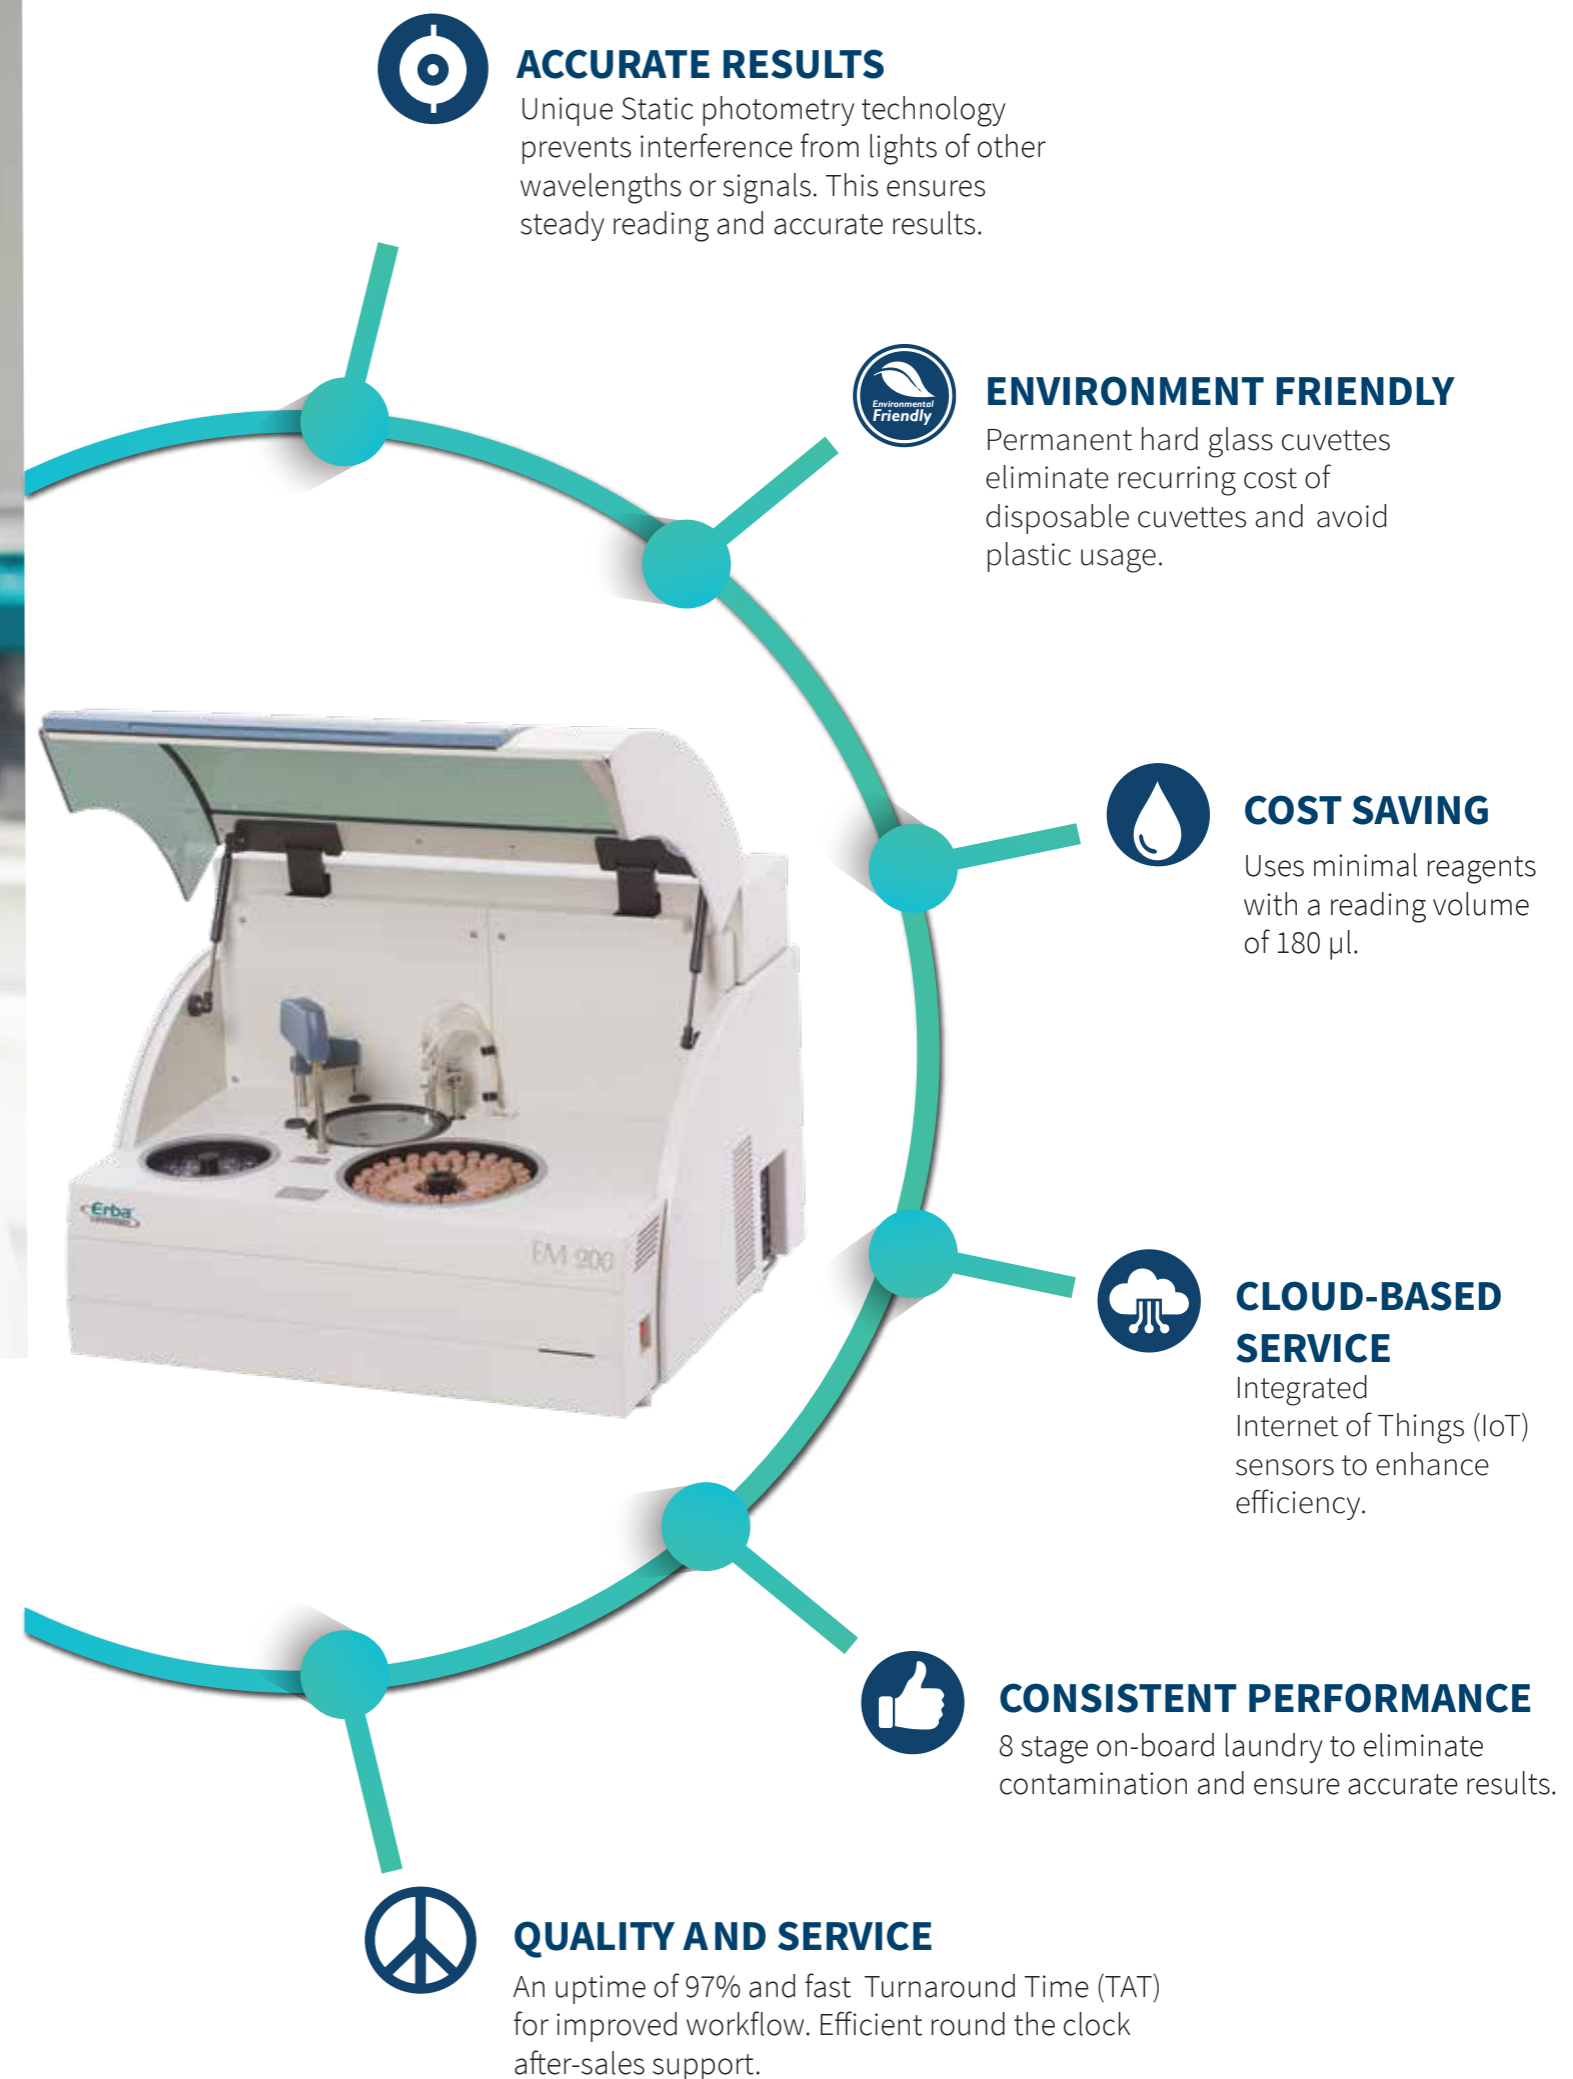 ACCURATE RESULTS
Unique Static photometry technology
prevents interference from lights of other
wavelengths or signals. This ensures
steady reading and accurate results.
Environmental
Friendly
ENVIRONMENT FRIENDLY
Permanent hard glass cuvettes
eliminate recurring cost of
disposable cuvettes and avoid
plastic usage.
COST SAVING
Uses minimal reagents
with a reading volume
of 180 µl.
Erba
EM 200
CLOUD-BASED
SERVICE
Integrated
Internet of Things (IoT)
sensors to enhance
efficiency.
CONSISTENT PERFORMANCE
8 stage on-board laundry to eliminate
contamination and ensure accurate results.
QUALITY AND SERVICE
An uptime of 97% and fast Turnaround Time (TAT)
for improved workflow. Efficient round the clock
after-sales support.